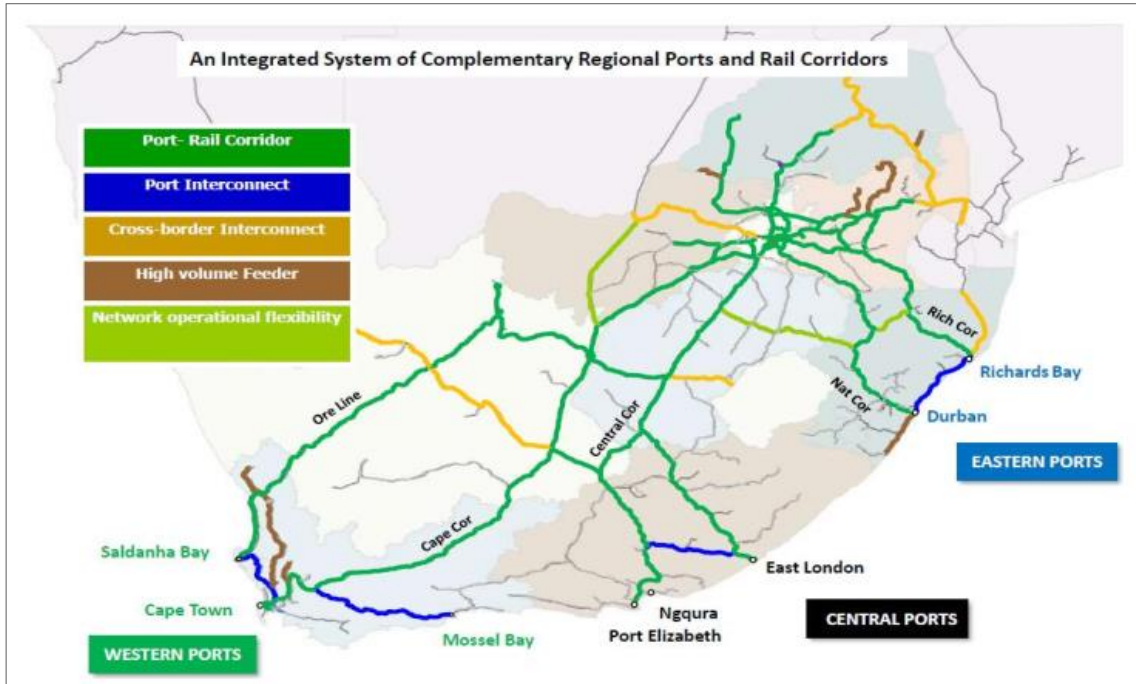 An Integrated System of Complementary Regional Ports and Rail Corridors
Port- Rail Corridor
Port Interconnect
Cross-border Interconnect
High volume Feeder
Network operational flexibility
Rich Cor
Richards Bay
Ore Line
Nat Cor
Central Cor
Durban
EASTERN PORTS
Cape Cor
Saldanha Bay
East London
Cape Town
Ngqura
CENTRAL PORTS
Mossel Bay
Port Elizabeth
WESTERN PORTS